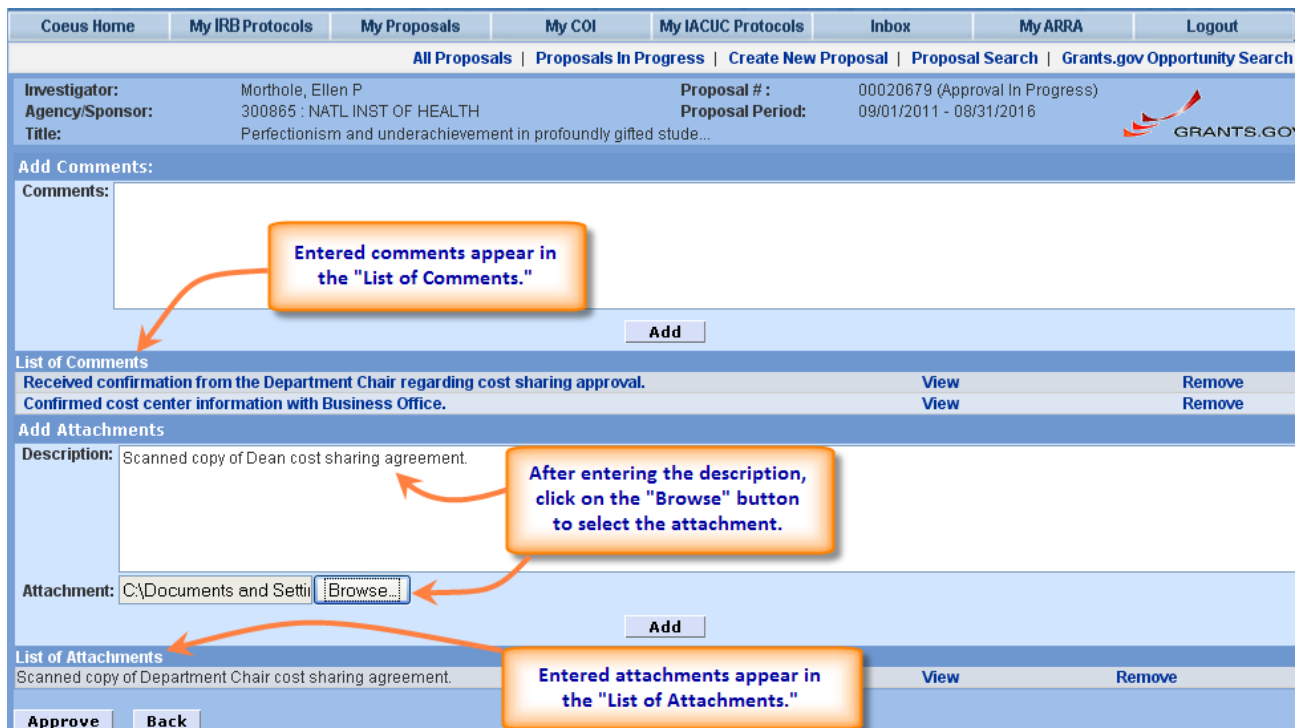 Coeus Home My IRB Protocols My Proposals My COI My IACUC Protocols Inbox My ARRA Logout
All Proposals | Proposals In Progress | Create New Proposal | Proposal Search | Grants.gov Opportunity Search
Investigator: Morthole, Ellen P Proposal # : 00020679 (Approval In Progress)
Agency/Sponsor: 300865 : NATL INST OF HEALTH Proposal Period: 09/01/2011 - 08/31/2016
Title: Perfectionism and underachievement in profoundly gifted stude...
GRANTS.GO
Add Comments:
Comments:
Entered comments appear in
the "List of Comments."
Add
List of Comments
Received confirmation from the Department Chair regarding cost sharing approval. View Remove
Confirmed cost center information with Business Office. View Remove
Add Attachments
Description: Scanned copy of Dean cost sharing agreement.
After entering the description,
click on the "Browse" button
to select the attachment.
Attachment: C:\Documents and Settin Browse...
Add
List of Attachments
Scanned copy of Department Chair cost sharing agreement. View Remove
Entered attachments appear in
the "List of Attachments."
Approve Back